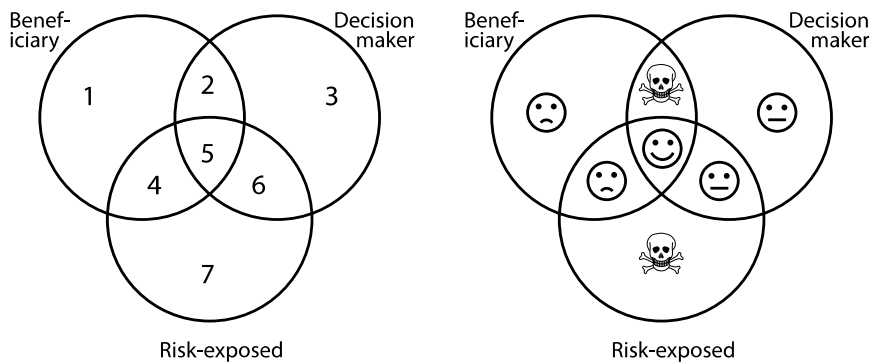 Benef-
iciary
Decision
maker
1
2
3
4
5
6
7
Risk-exposed
Benef-
iciary
Decision
maker
Risk-exposed